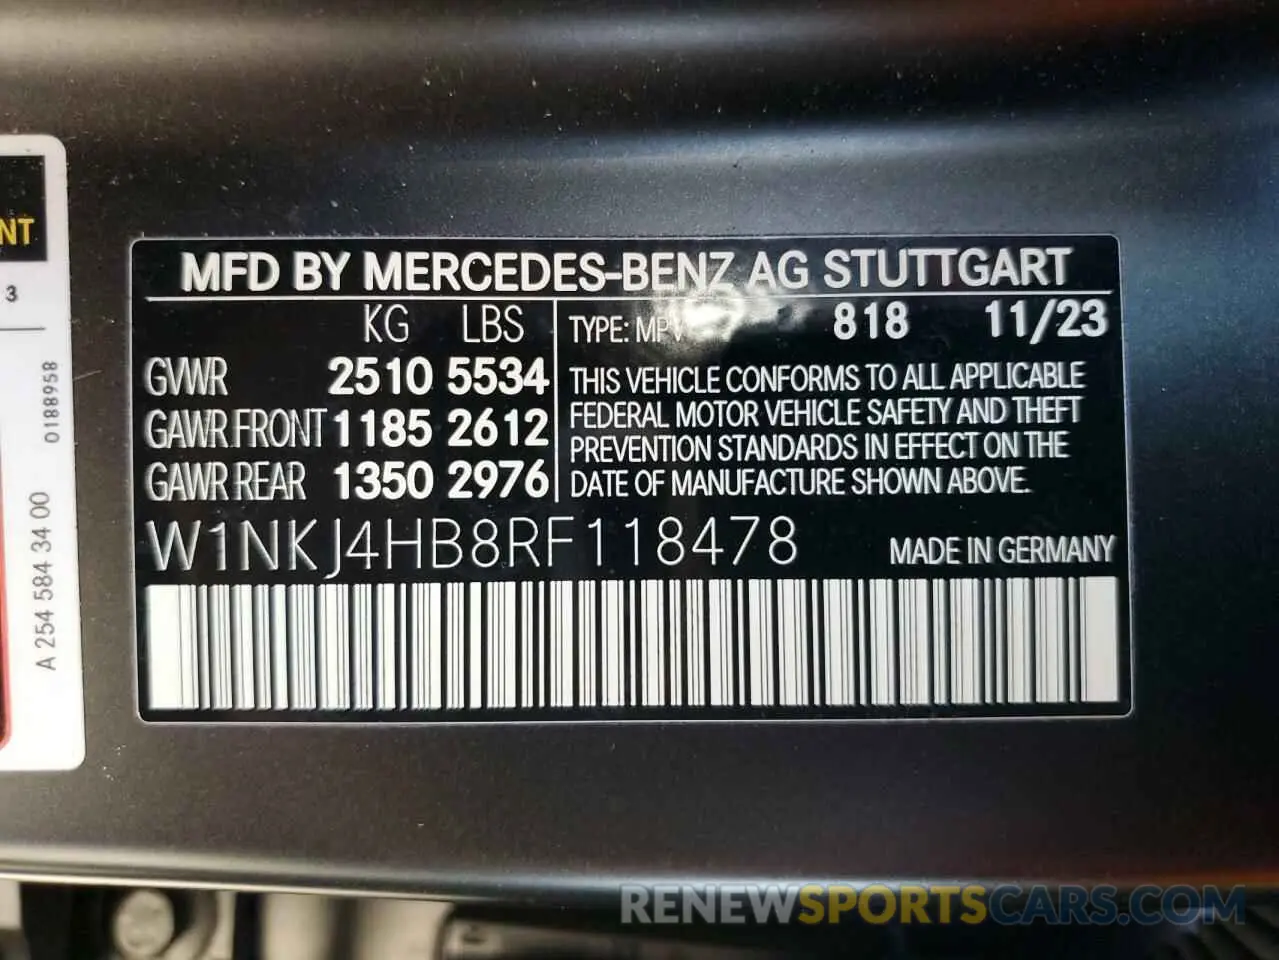 NT
3
0188958
A 254 584 34 00
MFD BY MERCEDES-BENZ AG STUTTGART
KG LBS
GVWR 2510 5534
GAWR FRONT 1185 2612
GAWR REAR 1350 2976
TYPE: MPV 818 11/23
THIS VEHICLE CONFORMS TO ALL APPLICABLE
FEDERAL MOTOR VEHICLE SAFETY AND THEFT
PREVENTION STANDARDS IN EFFECT ON THE
DATE OF MANUFACTURE SHOWN ABOVE.
W1NKJ4HB8RF118478 MADE IN GERMANY
RENEWSPORTSCARS.COM